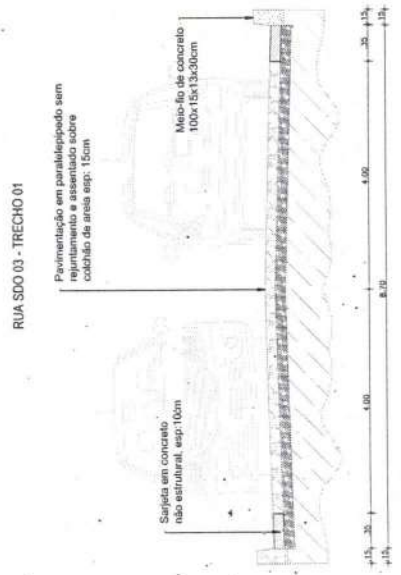 RUA SDO 03 - TRECHO 01
Pavimentação em paralelepípedo sem
rejuntamento e assentado sobre
colchão de areia esp: 15cm
Meio-fio de concreto
100x15x13x30cm
Sarjeta em concreto
não estrutural, esp:10cm
.15 .35 4.00 4.00 .35 .15
.15 8.70 .15